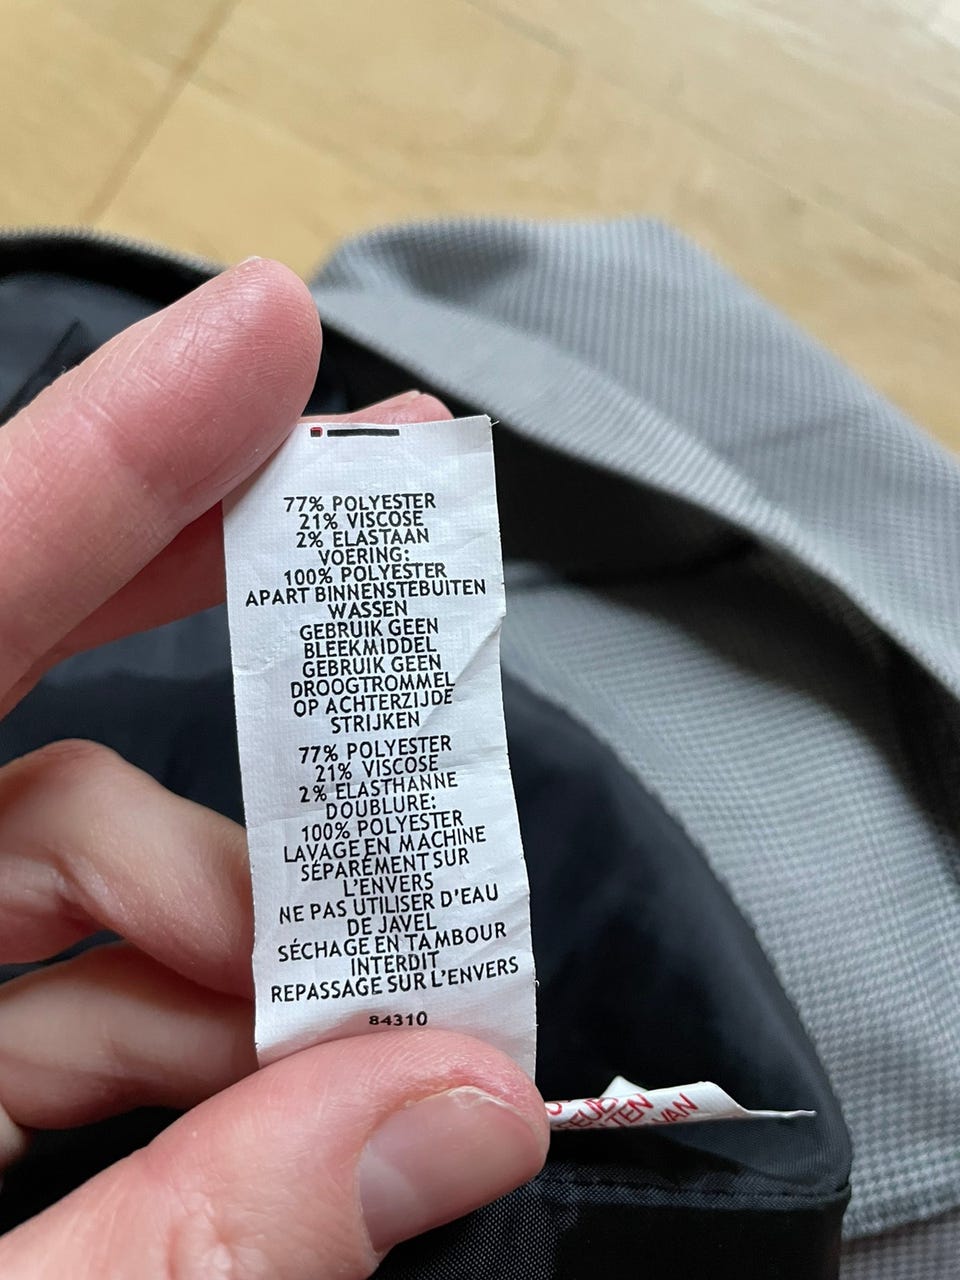 77% POLYESTER
21% VISCOSE
2% ELASTAAN
VOERING:
100% POLYESTER
APART BINNENSTEBUITEN
WASSEN
GEBRUIK GEEN
BLEEKMIDDEL
GEBRUIK GEEN
DROOGTROMMEL
OP ACHTERZIJDE
STRIJKEN
77% POLYESTER
21% VISCOSE
2% ELASTHANNE
DOUBLURE:
100% POLYESTER
LAVAGE EN MACHINE
SÉPARÉMENT SUR
L'ENVERS
NE PAS UTILISER D'EAU
DE JAVEL
SÉCHAGE EN TAMBOUR
INTERDIT
REPASSAGE SUR L'ENVERS
84310
VAN